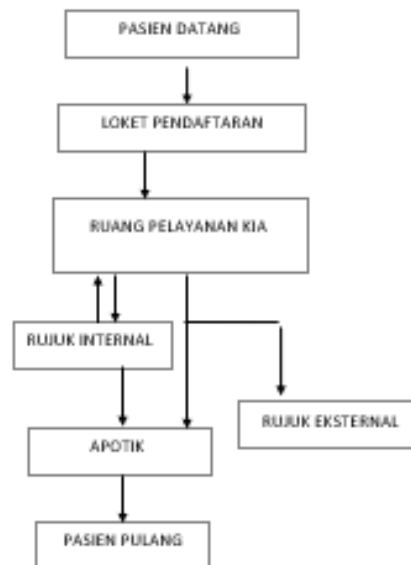 PASIEN DATANG
LOKET PENDAFTARAN
RUANG PELAYANAN KIA
RUJUK INTERNAL
RUJUK EKSTERNAL
APOTIK
PASIEN PULANG